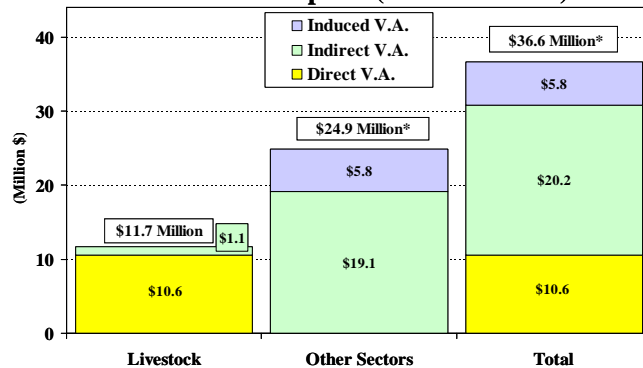 Induced V.A.
Indirect V.A.
Direct V.A.
(Million $)
40
30
20
10
0
$11.7 Million
$1.1
$10.6
$24.9 Million*
$5.8
$19.1
$36.6 Million*
$5.8
$20.2
$10.6
Livestock
Other Sectors
Total